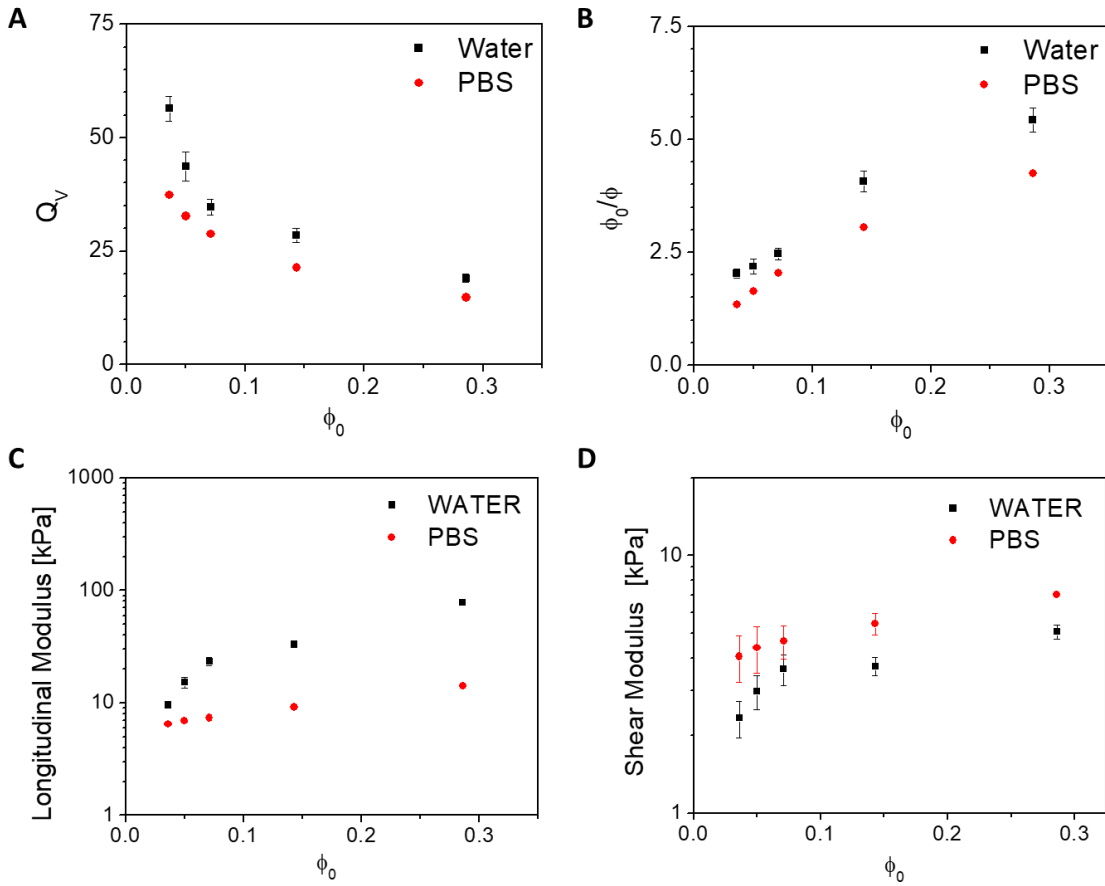 A
75
50
25
0
Q_V
Water
PBS
0.0 0.1 0.2 0.3
ϕ_0
B
7.5
5.0
2.5
0.0
ϕ_0/ϕ
Water
PBS
0.0 0.1 0.2 0.3
ϕ_0
C
1000
100
10
1
Longitudinal Modulus [kPa]
WATER
PBS
0.0 0.1 0.2 0.3
ϕ_0
D
10
1
Shear Modulus [kPa]
WATER
PBS
0.0 0.1 0.2 0.3
ϕ_0